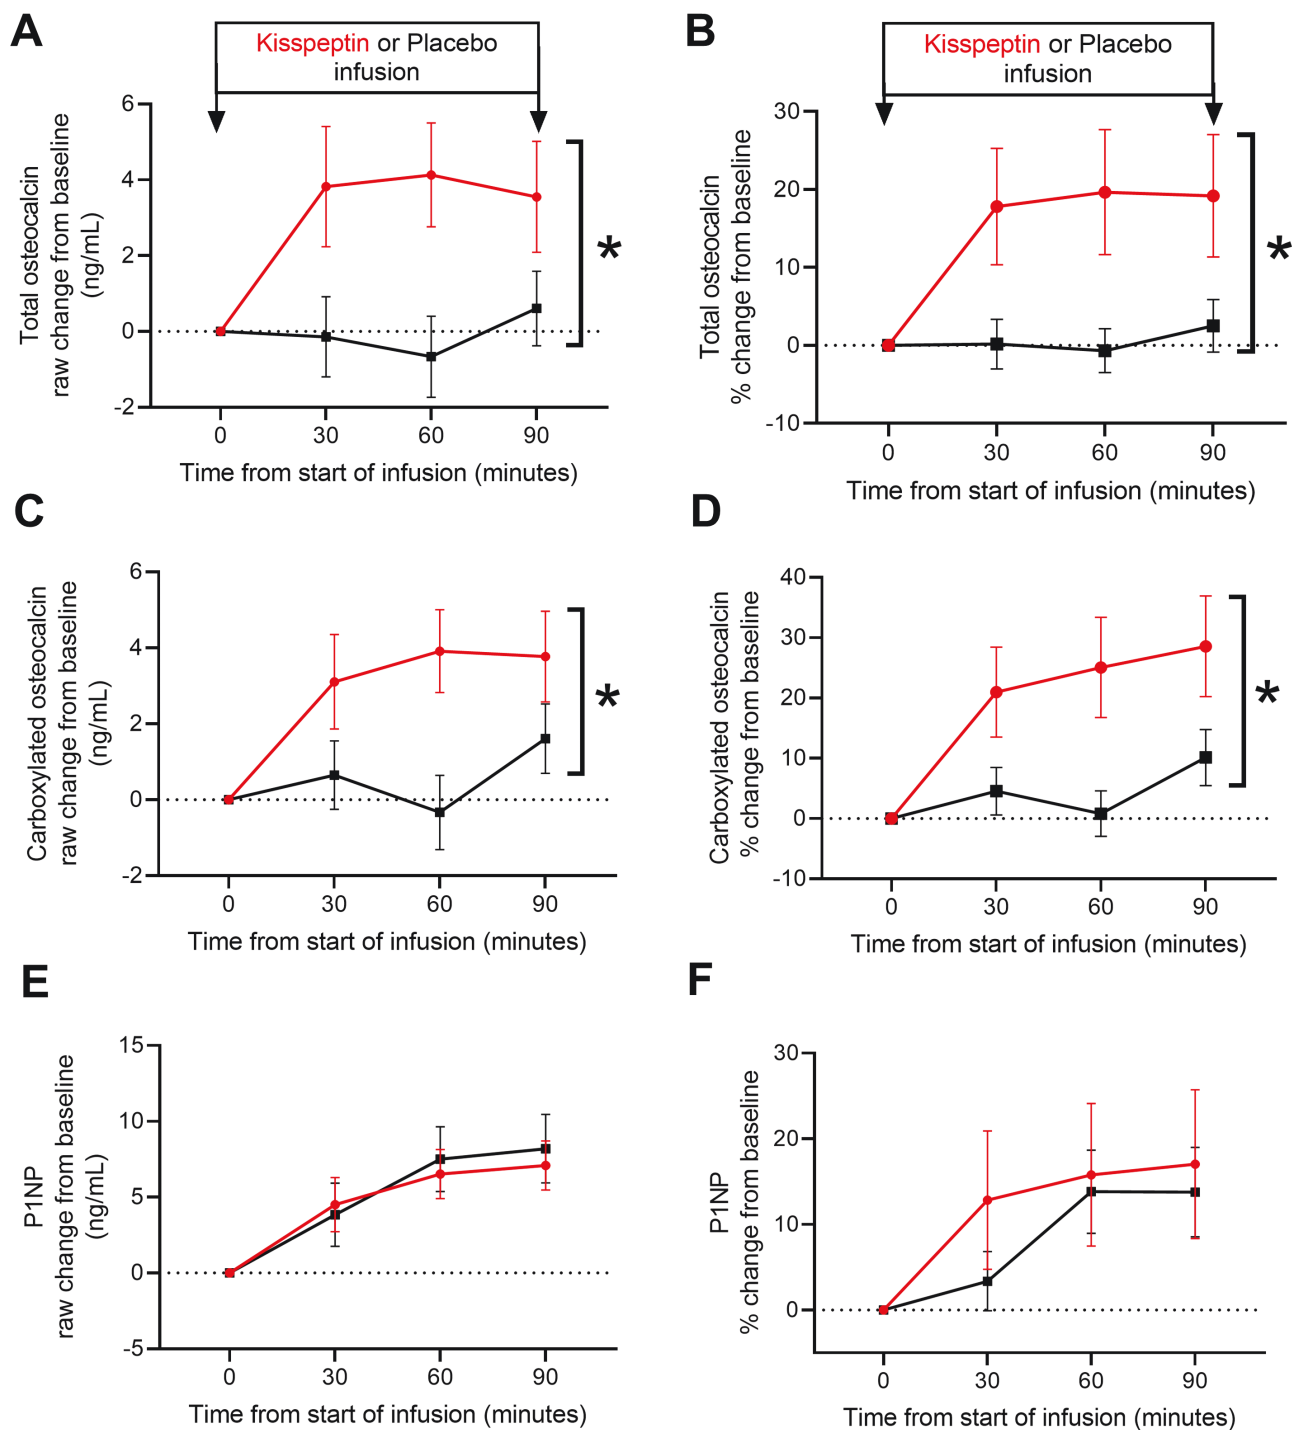 A
Kisspeptin or Placebo
infusion
Total osteocalcin
raw change from baseline
(ng/mL)
6
4
2
0
-2
*
0 30 60 90
Time from start of infusion (minutes)
B
Kisspeptin or Placebo
infusion
Total osteocalcin
% change from baseline
30
20
10
0
-10
*
0 30 60 90
Time from start of infusion (minutes)
C
Carboxylated osteocalcin
raw change from baseline
(ng/mL)
6
4
2
0
-2
*
0 30 60 90
Time from start of infusion (minutes)
D
Carboxylated osteocalcin
% change from baseline
40
30
20
10
0
-10
*
0 30 60 90
Time from start of infusion (minutes)
E
P1NP
raw change from baseline
(ng/mL)
15
10
5
0
-5
0 30 60 90
Time from start of infusion (minutes)
F
P1NP
% change from baseline
30
20
10
0
0 30 60 90
Time from start of infusion (minutes)